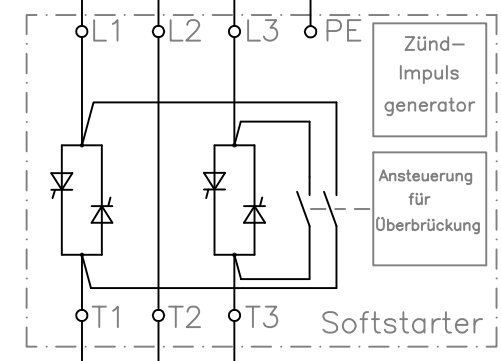 L1 L2 L3 PE
Zünd-
Impuls
generator
Ansteuerung
für
Überbrückung
T1 T2 T3
Softstarter